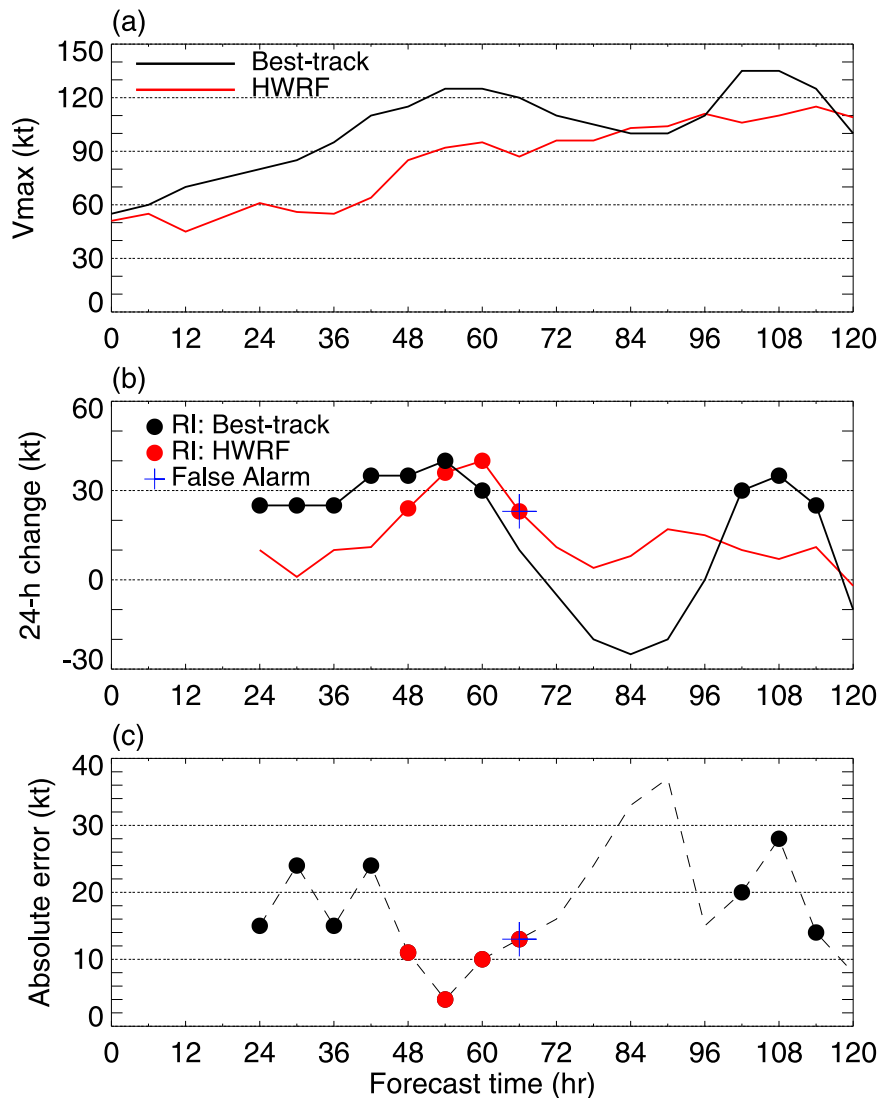 (a)
150
120
90
60
30
0
Vmax (kt)
Best-track
HWRF
0 12 24 36 48 60 72 84 96 108 120
(b)
60
30
0
-30
24-h change (kt)
RI: Best-track
RI: HWRF
False Alarm
0 12 24 36 48 60 72 84 96 108 120
(c)
40
30
20
10
0
Absolute error (kt)
0 12 24 36 48 60 72 84 96 108 120
Forecast time (hr)